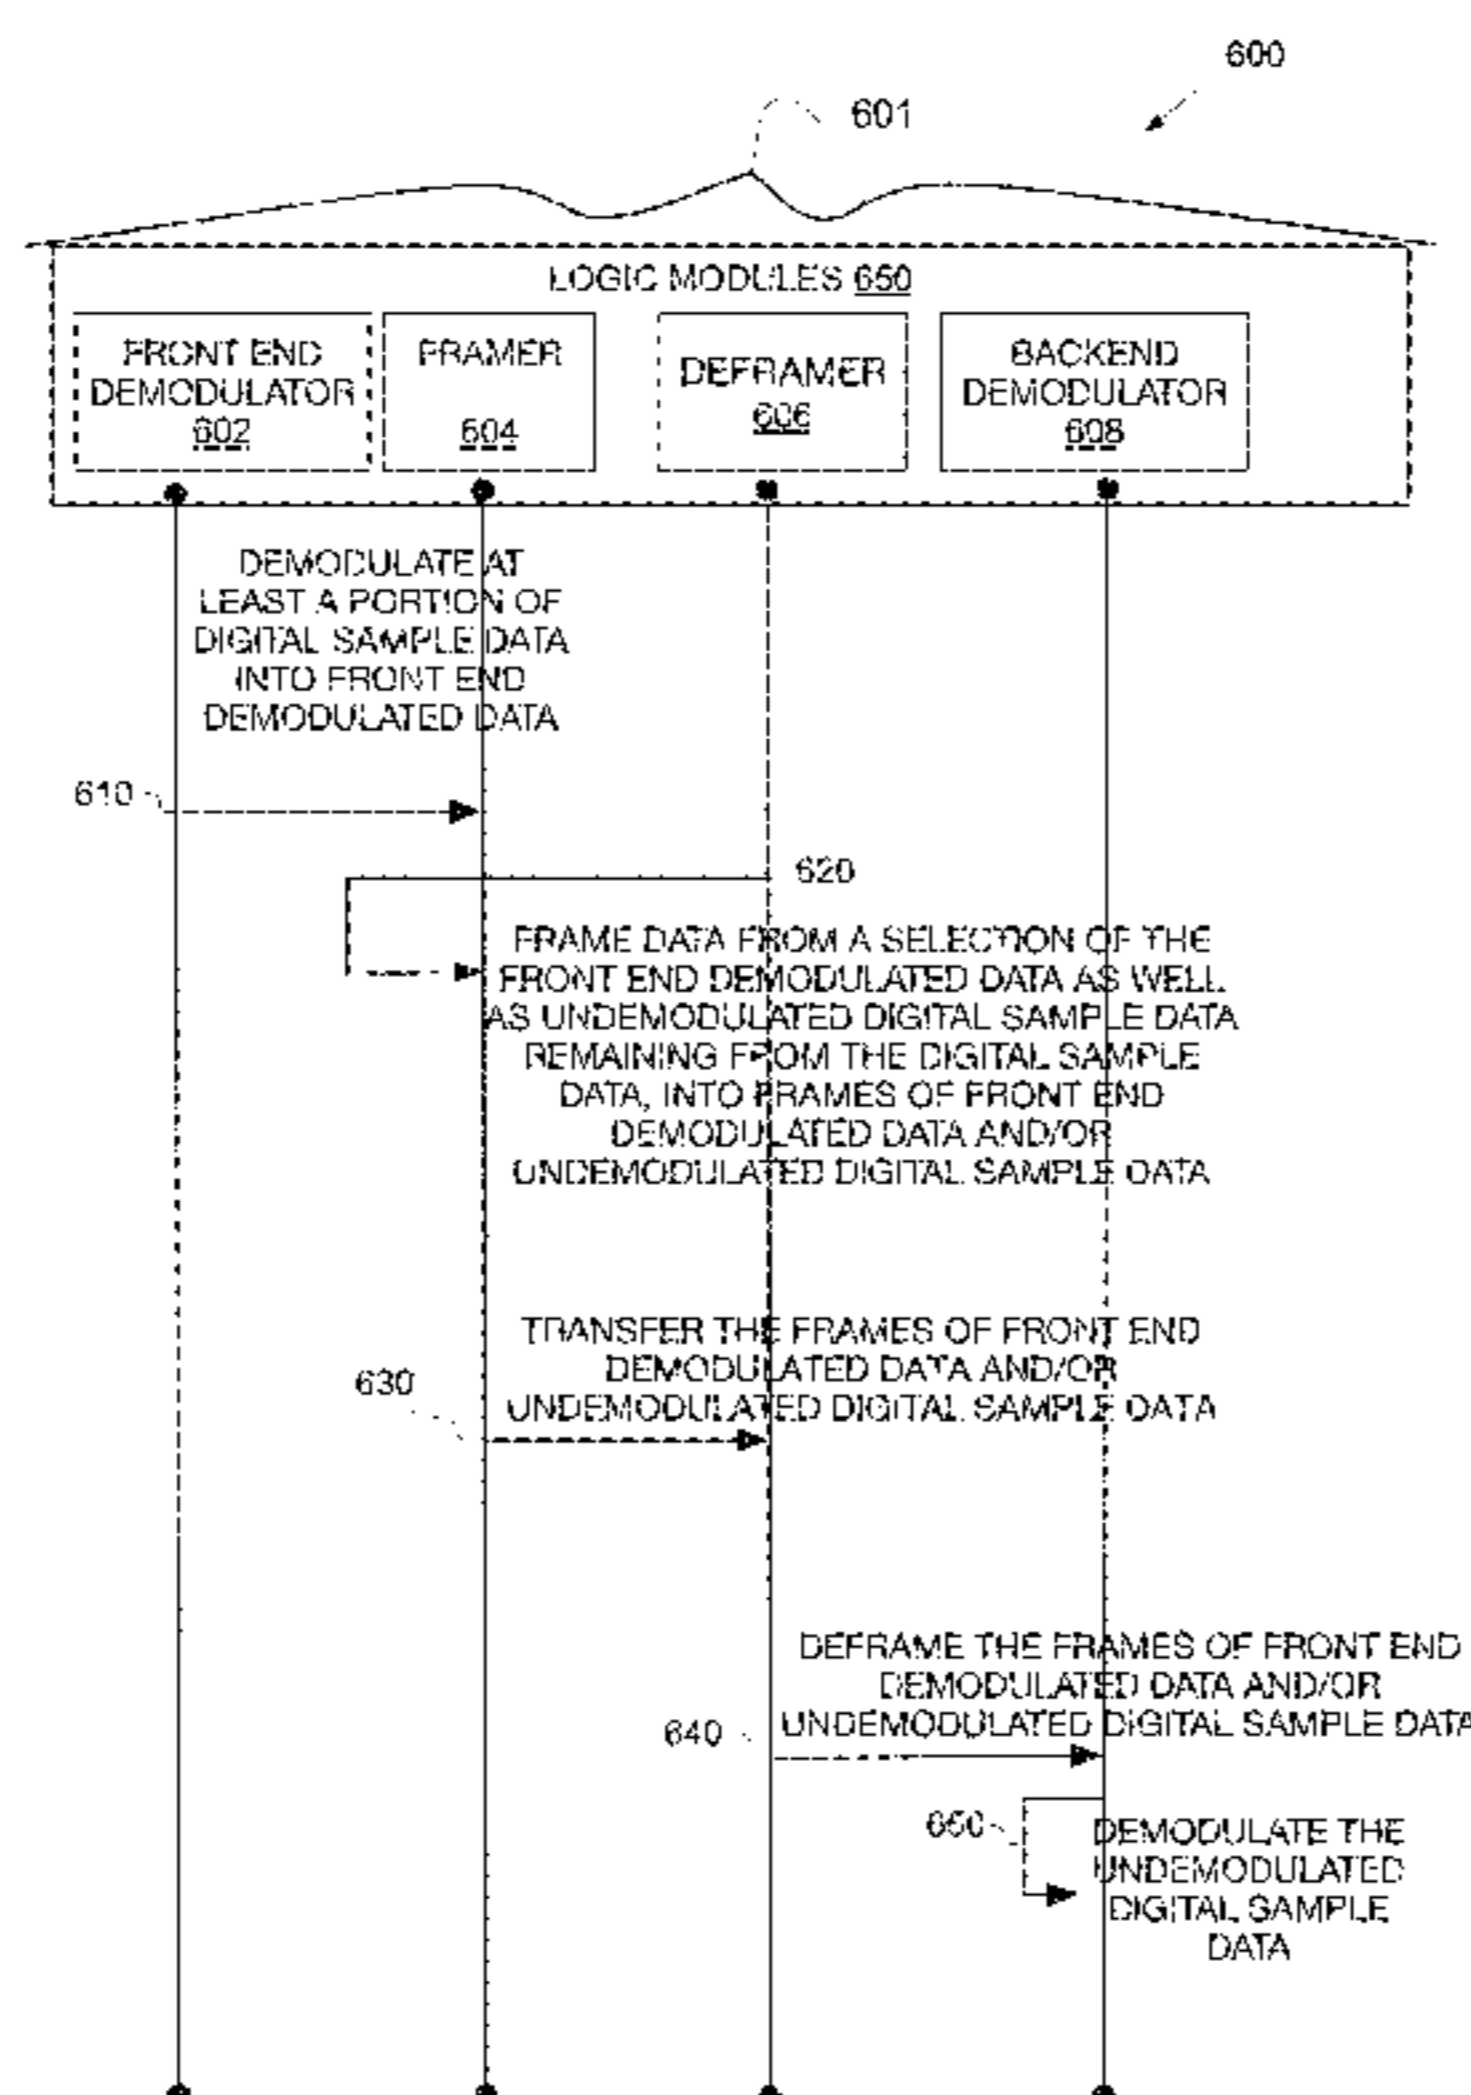 600
601
LOGIC MODULES 650
FRONT END
DEMODULATOR
602
FRAMER
604
DEFRAMER
606
BACKEND
DEMODULATOR
608
DEMODULATE AT
LEAST A PORTION OF
DIGITAL SAMPLE DATA
INTO FRONT END
DEMODULATED DATA
610
620
FRAME DATA FROM A SELECTION OF THE
FRONT END DEMODULATED DATA AS WELL
AS UNDEMODULATED DIGITAL SAMPLE DATA
REMAINING FROM THE DIGITAL SAMPLE
DATA, INTO FRAMES OF FRONT END
DEMODULATED DATA AND/OR
UNDEMODULATED DIGITAL SAMPLE DATA
TRANSFER THE FRAMES OF FRONT END
DEMODULATED DATA AND/OR
UNDEMODULATED DIGITAL SAMPLE DATA
630
DEFRAME THE FRAMES OF FRONT END
DEMODULATED DATA AND/OR
UNDEMODULATED DIGITAL SAMPLE DATA
640
650
DEMODULATE THE
UNDEMODULATED
DIGITAL SAMPLE
DATA